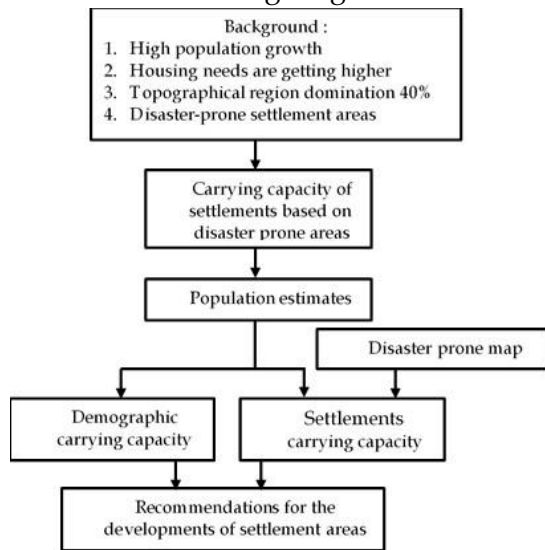 Background :
1. High population growth
2. Housing needs are getting higher
3. Topographical region domination 40%
4. Disaster-prone settlement areas
Carrying capacity of
settlements based on
disaster prone areas
Population estimates
Disaster prone map
Demographic
carrying capacity
Settlements
carrying capacity
Recommendations for the
developments of settlement areas